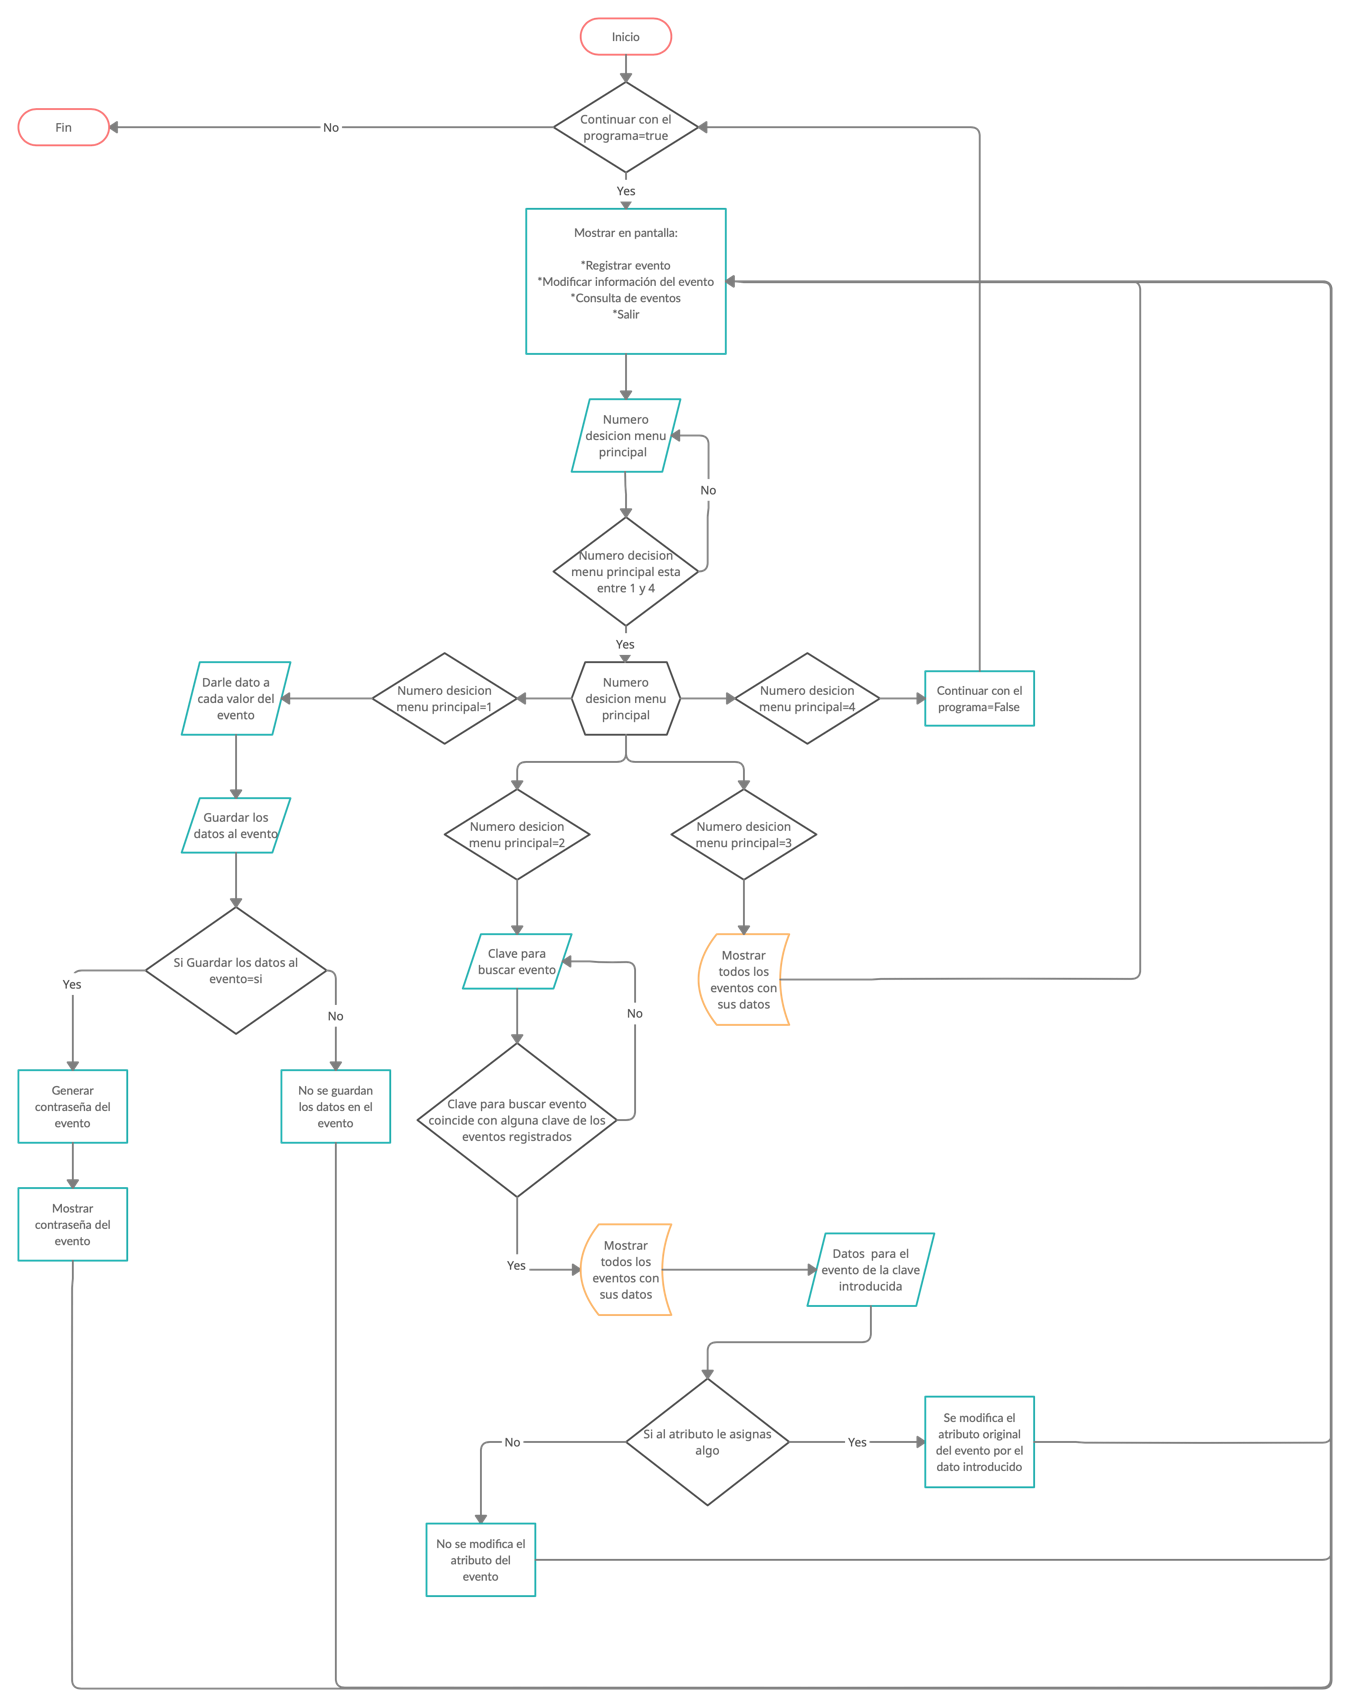 Inicio
Continuar con el
programa=true
Fin
No
Yes
Mostrar en pantalla:
*Registrar evento
*Modificar información del evento
*Consulta de eventos
*Salir
Numero
desicion menu
principal
No
Numero decision
menu principal esta
entre 1 y 4
Yes
Darle dato a
cada valor del
evento
Numero desicion
menu principal=1
Numero
desicion menu
principal
Numero desicion
menu principal=4
Continuar con el
programa=False
Guardar los
datos al evento
Numero desicion
menu principal=2
Numero desicion
menu principal=3
Si Guardar los datos al
evento=si
Yes
No
Clave para
buscar evento
No
Mostrar
todos los
eventos con
sus datos
Generar
contraseña del
evento
No se guardan
los datos en el
evento
Clave para buscar evento
coincide con alguna clave de los
eventos registrados
Mostrar
contraseña del
evento
Yes
Mostrar
todos los
eventos con
sus datos
Datos  para el
evento de la clave
introducida
Si al atributo le asignas
algo
No
Yes
Se modifica el
atributo original
del evento por el
dato introducido
No se modifica el
atributo del
evento